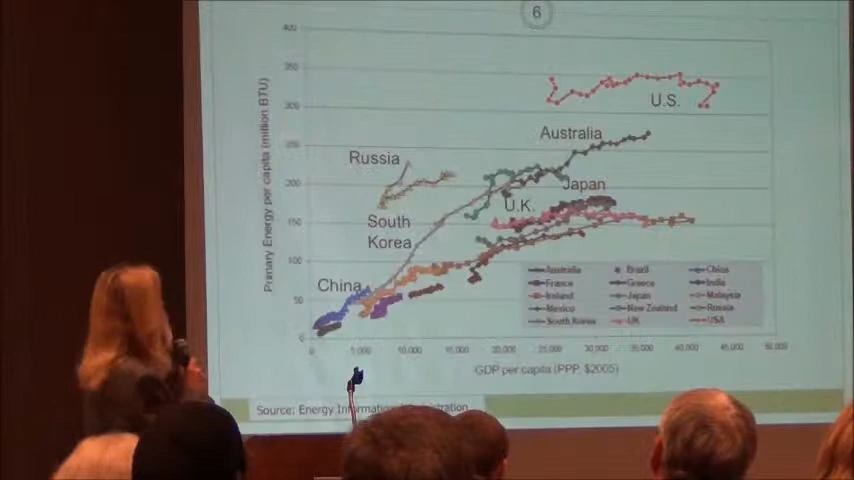 6
400
350
300
250
200
150
100
50
0
Primary Energy per capita (million BTU)
U.S.
Australia
Russia
Japan
U.K.
South
Korea
China
Australia Brazil China
France Greece India
Ireland Japan Malaysia
Mexico New Zealand Russia
South Korea UK USA
0 5,000 10,000 15,000 20,000 25,000 30,000 35,000 40,000 45,000 50,000
GDP per capita (PPP, $2005)
Source: Energy Information Administration